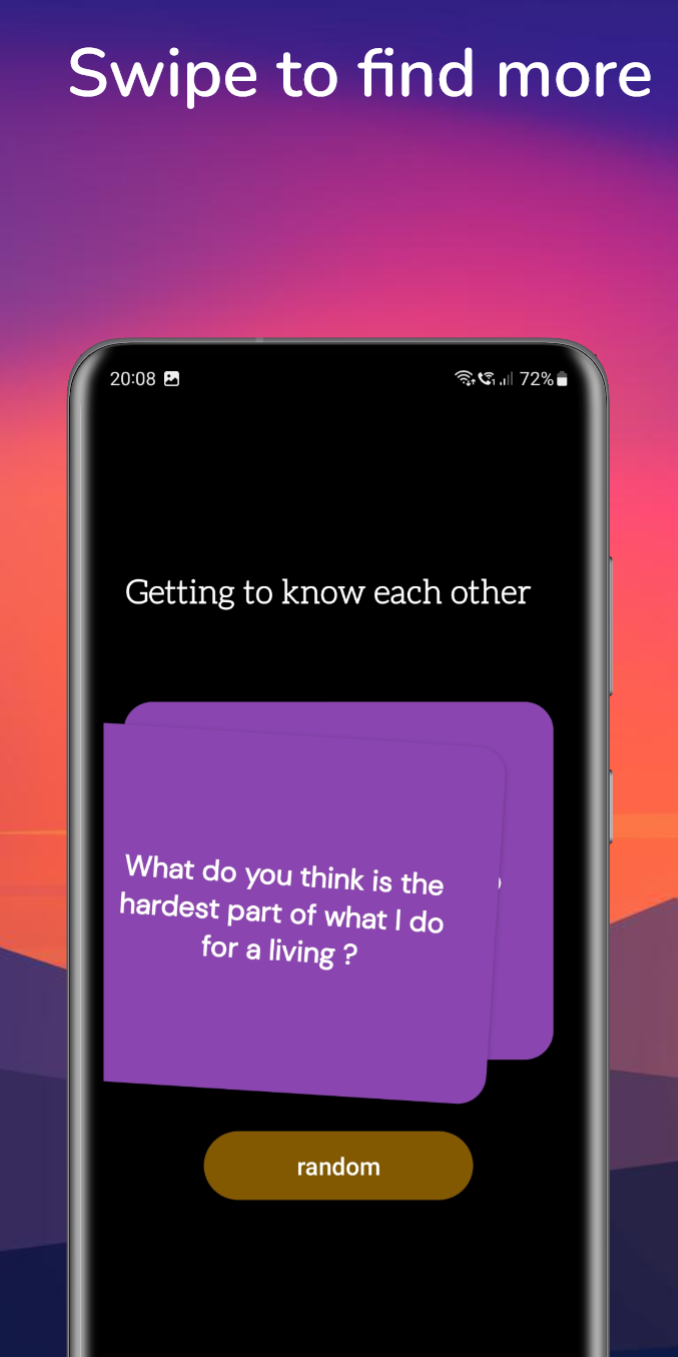 Swipe to find more
20:08 72%
Getting to know each other
What do you think is the
hardest part of what I do
for a living ?
random